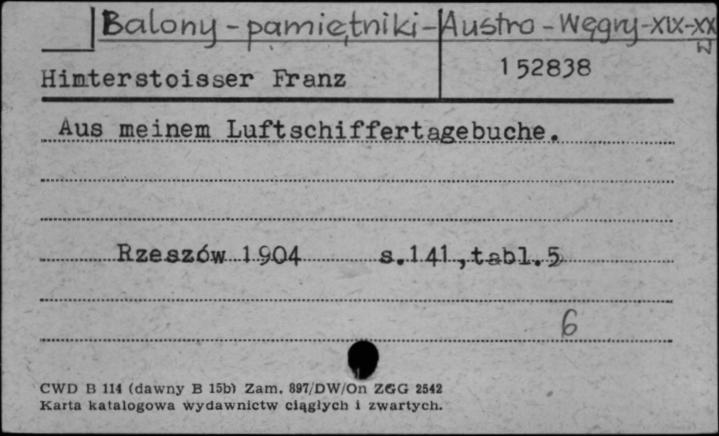 Balony - pamiętniki - Austro - Węgry - XIX-XX w
152838
Himterstoisser Franz
Aus meinem Luftschiffertagebuche.
Rzeszów 1904 s.141,tabl.5
6
CWD B 114 (dawny B 15b) Zam. 897/DW/On ZGG 2542
Karta katalogowa wydawnictw ciągłych i zwartych.